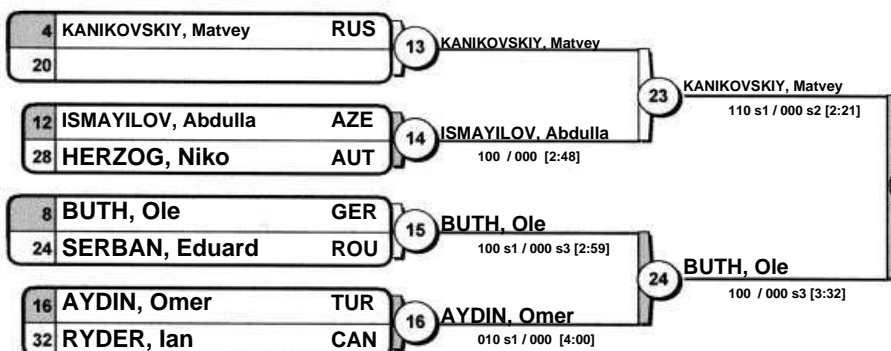 4 KANIKOVSKIY, Matvey RUS
20
13 KANIKOVSKIY, Matvey
12 ISMAYILOV, Abdulla AZE
28 HERZOG, Niko AUT
14 ISMAYILOV, Abdulla
100 / 000 [2:48]
23 KANIKOVSKIY, Matvey
110 s1 / 000 s2 [2:21]
8 BUTH, Ole GER
24 SERBAN, Eduard ROU
15 BUTH, Ole
100 s1 / 000 s3 [2:59]
16 AYDIN, Omer TUR
32 RYDER, Ian CAN
16 AYDIN, Omer
010 s1 / 000 [4:00]
24 BUTH, Ole
100 / 000 s3 [3:32]